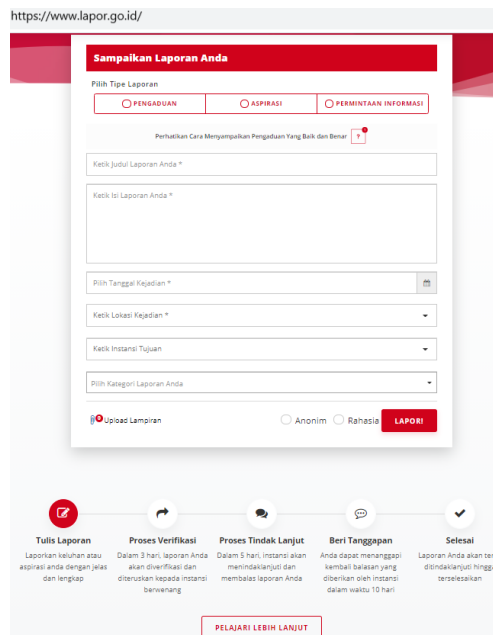 https://www.lapor.go.id/
Sampaikan Laporan Anda
Pilih Tipe Laporan
PENGADUAN
ASPIRASI
PERMINTAAN INFORMASI
Perhatikan Cara Menyampaikan Pengaduan Yang Baik dan Benar ?
Ketik Judul Laporan Anda *
Ketik Isi Laporan Anda *
Pilih Tanggal Kejadian *
Ketik Lokasi Kejadian *
Ketik Instansi Tujuan
Pilih Kategori Laporan Anda
Upload Lampiran
Anonim
Rahasia
LAPOR!
Tulis Laporan
Laporkan keluhan atau
aspirasi anda dengan jelas
dan lengkap
Proses Verifikasi
Dalam 3 hari, laporan Anda
akan diverifikasi dan
diteruskan kepada instansi
berwenang
Proses Tindak Lanjut
Dalam 5 hari, instansi akan
menindaklanjuti dan
membalas laporan Anda
Beri Tanggapan
Anda dapat menanggapi
kembali balasan yang
diberikan oleh instansi
dalam waktu 10 hari
Selesai
Laporan Anda akan ter
ditindaklanjuti hingga
terselesaikan
PELAJARI LEBIH LANJUT